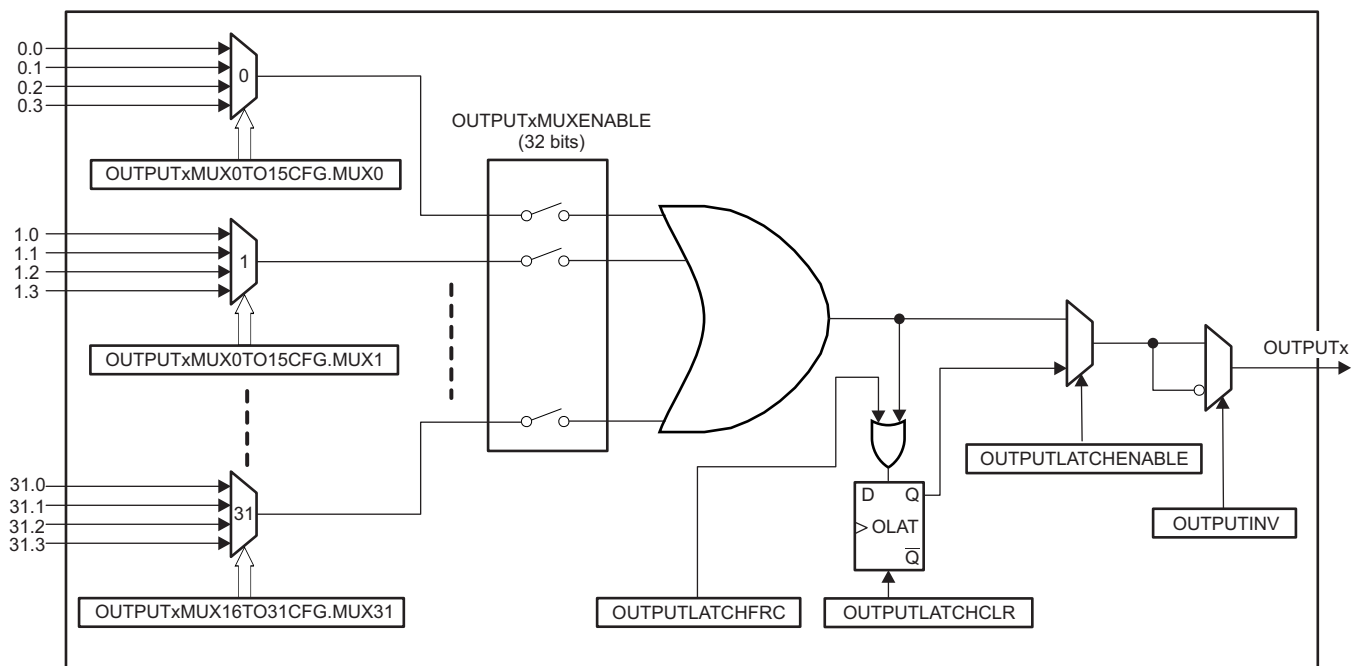 0.0
0.1
0.2
0.3
0
OUTPUTxMUX0TO15CFG.MUX0
OUTPUTxMUXENABLE
(32 bits)
1.0
1.1
1.2
1.3
1
OUTPUTxMUX0TO15CFG.MUX1
31.0
31.1
31.2
31.3
31
OUTPUTxMUX16TO31CFG.MUX31
OUTPUTLATCHFRC
D Q
OLAT
Q
OUTPUTLATCHCLR
OUTPUTLATCHENABLE
OUTPUTINV
OUTPUTx